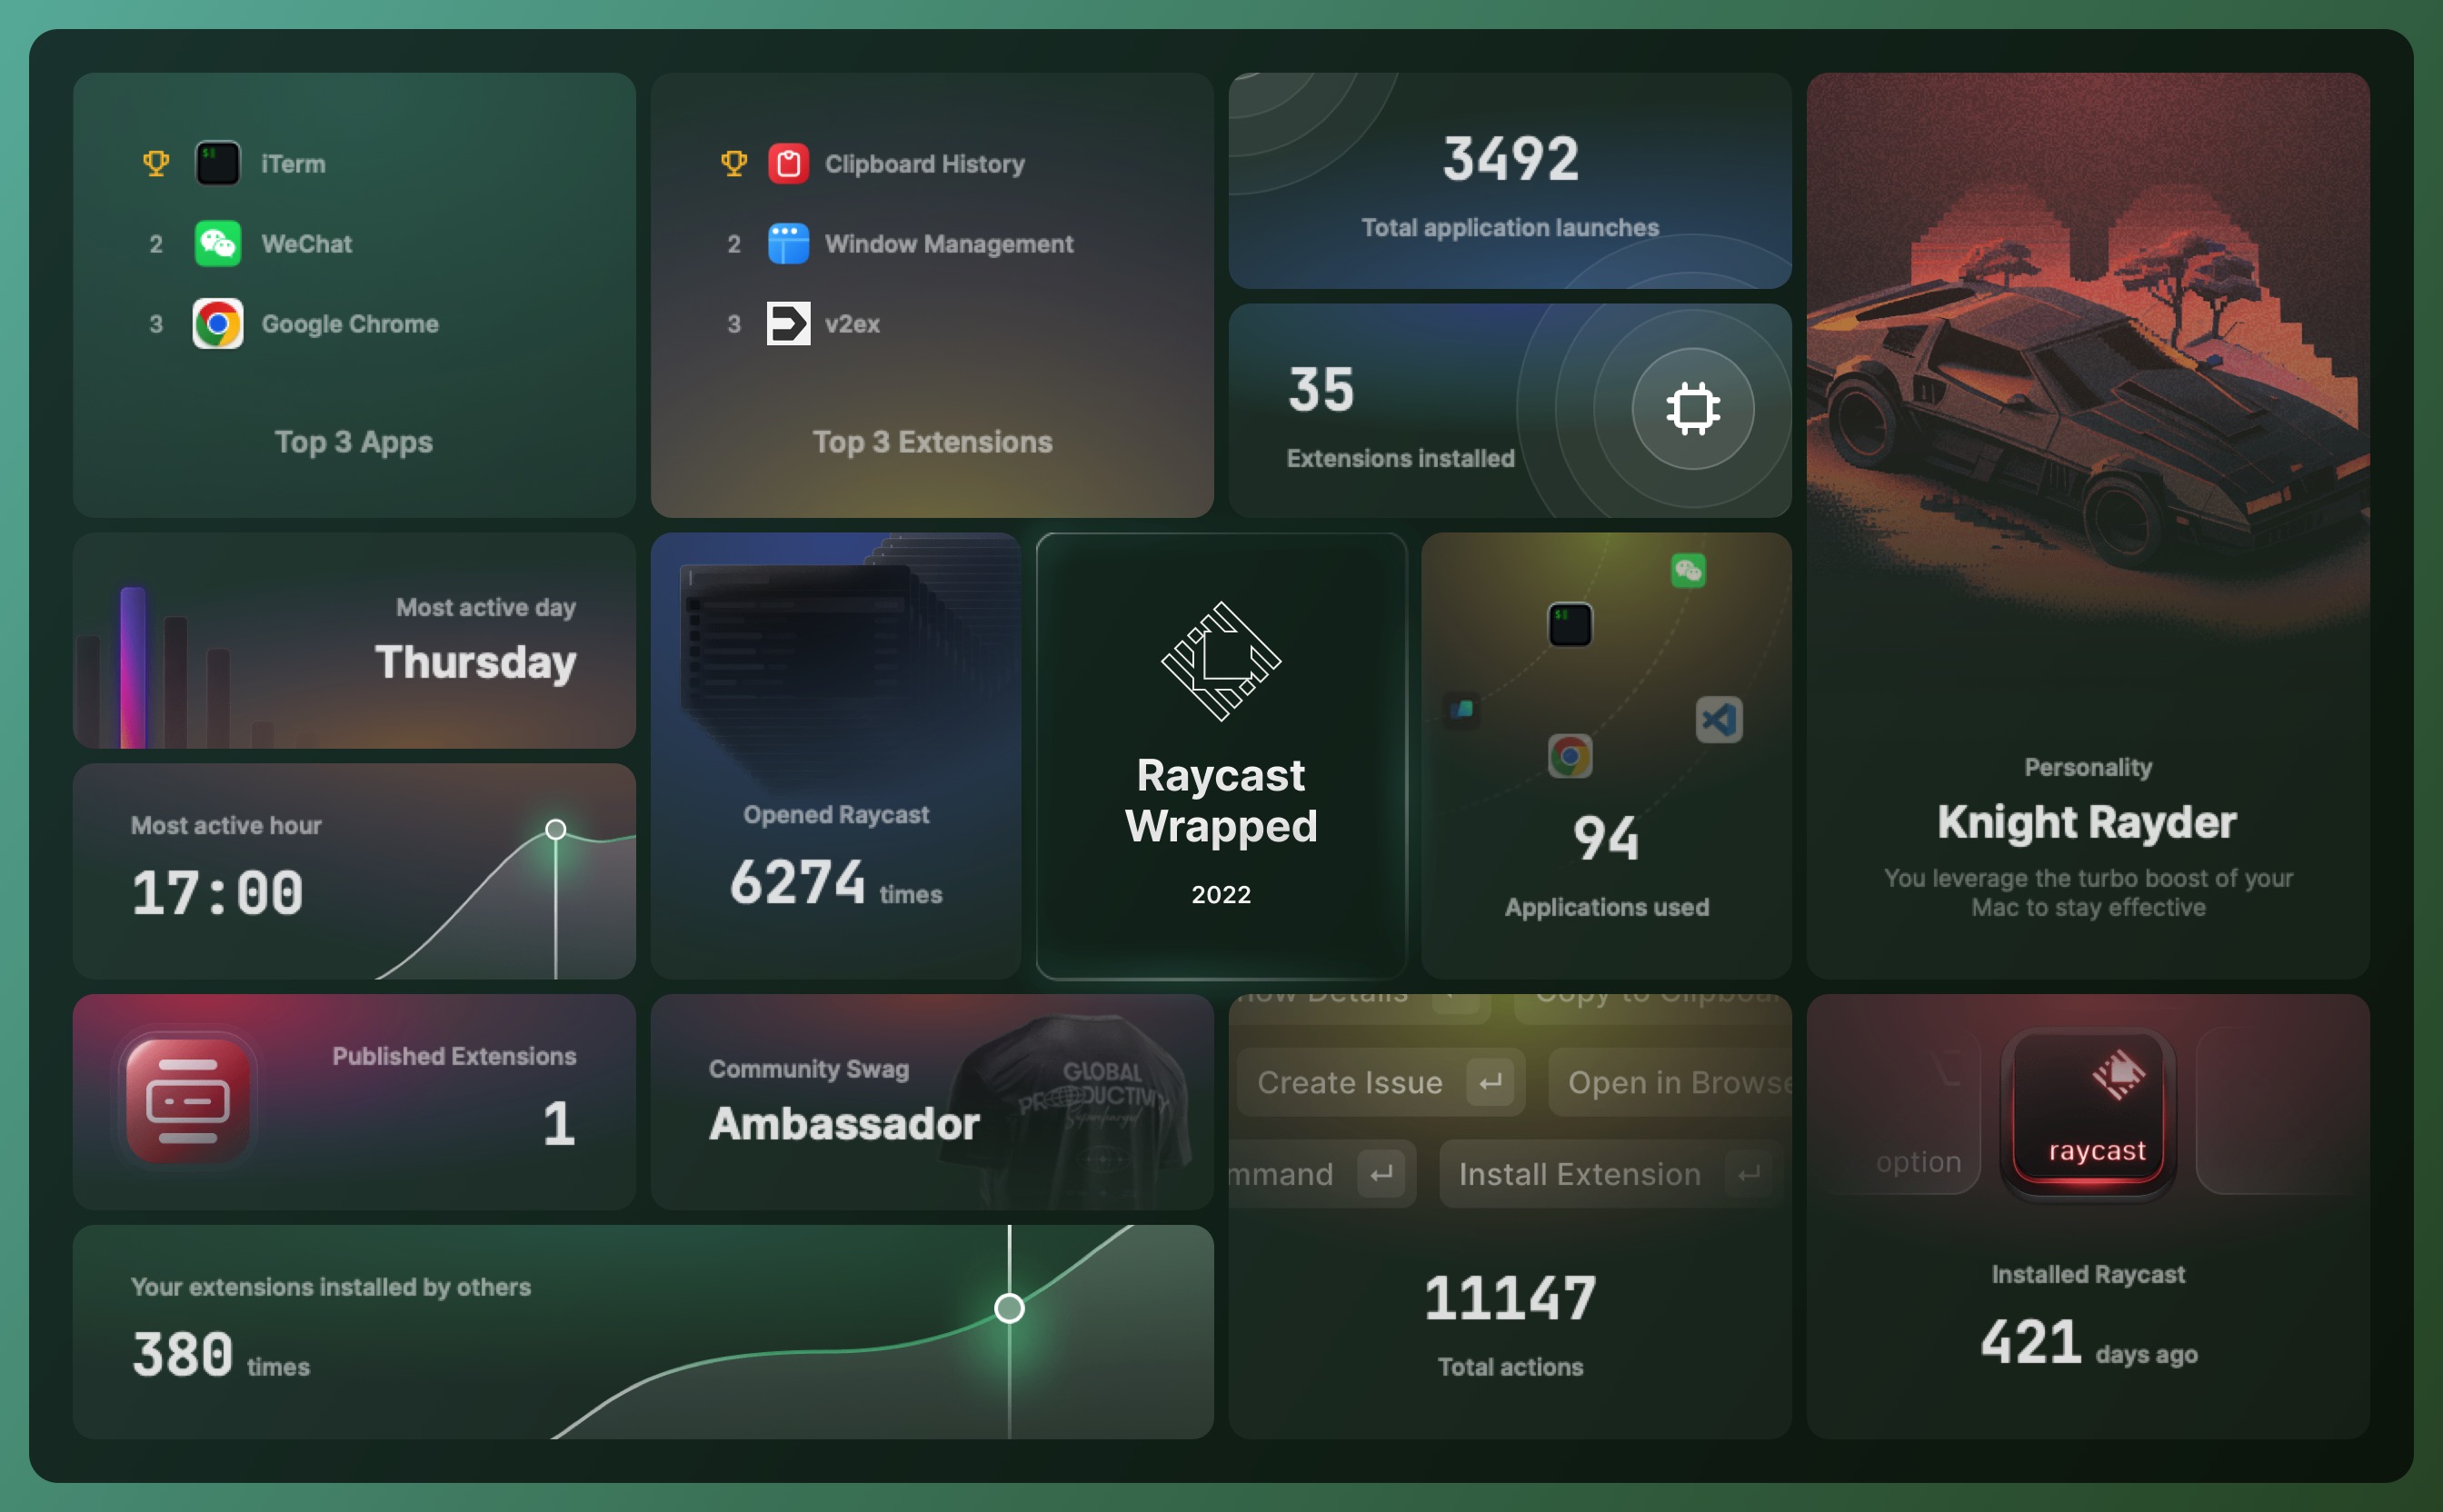 iTerm
2 WeChat
3 Google Chrome
Top 3 Apps
Clipboard History
2 Window Management
3 v2ex
Top 3 Extensions
3492
Total application launches
35
Extensions installed
Most active day
Thursday
Most active hour
17:00
Opened Raycast
6274 times
Raycast
Wrapped
2022
94
Applications used
Personality
Knight Rayder
You leverage the turbo boost of your
Mac to stay effective
Published Extensions
1
Community Swag
Ambassador
GLOBAL
PRODUCTIVITY
Your extensions installed by others
380 times
Show Details Copy to Clipboard
Create Issue Open in Browse
mmand Install Extension
11147
Total actions
option
raycast
Installed Raycast
421 days ago